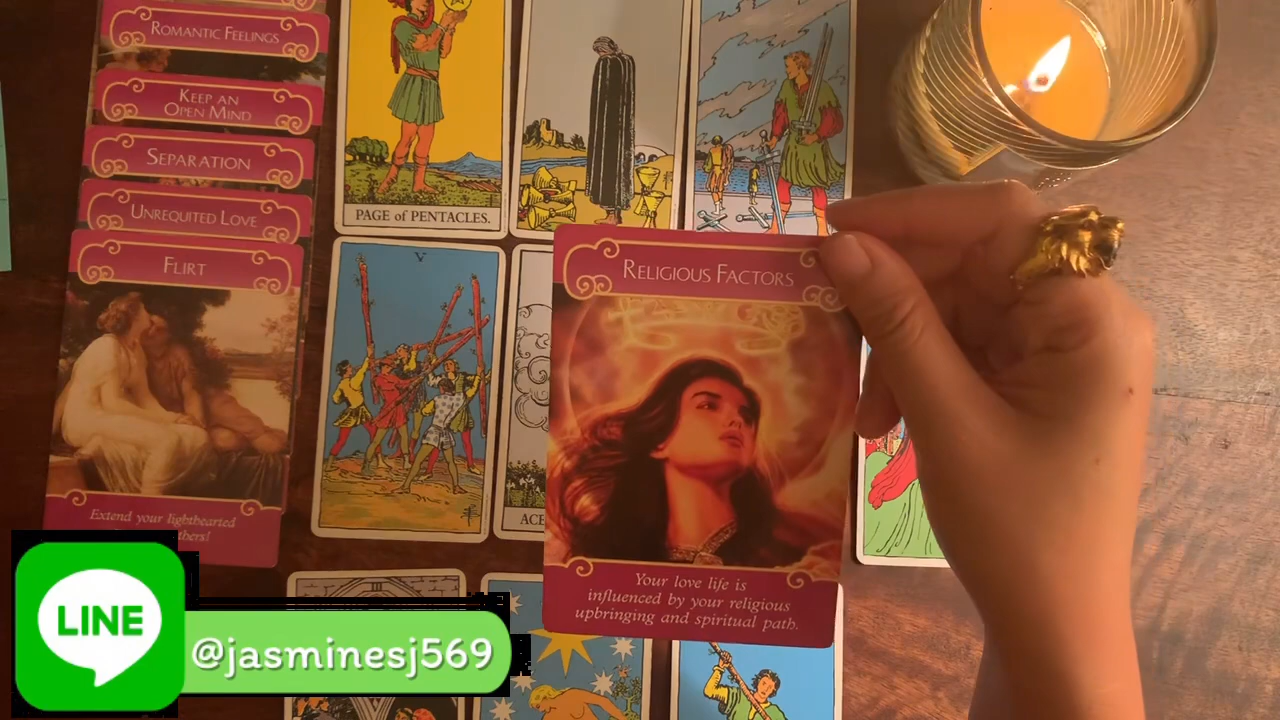 ROMANTIC FEELINGS
KEEP AN
OPEN MIND
SEPARATION
UNREQUITED LOVE
FLIRT
Extend your lighthearted
PAGE of PENTACLES.
V
ACE
RELIGIOUS FACTORS
Your love life is
influenced by your religious
upbringing and spiritual path.
LINE
@jasminesj569